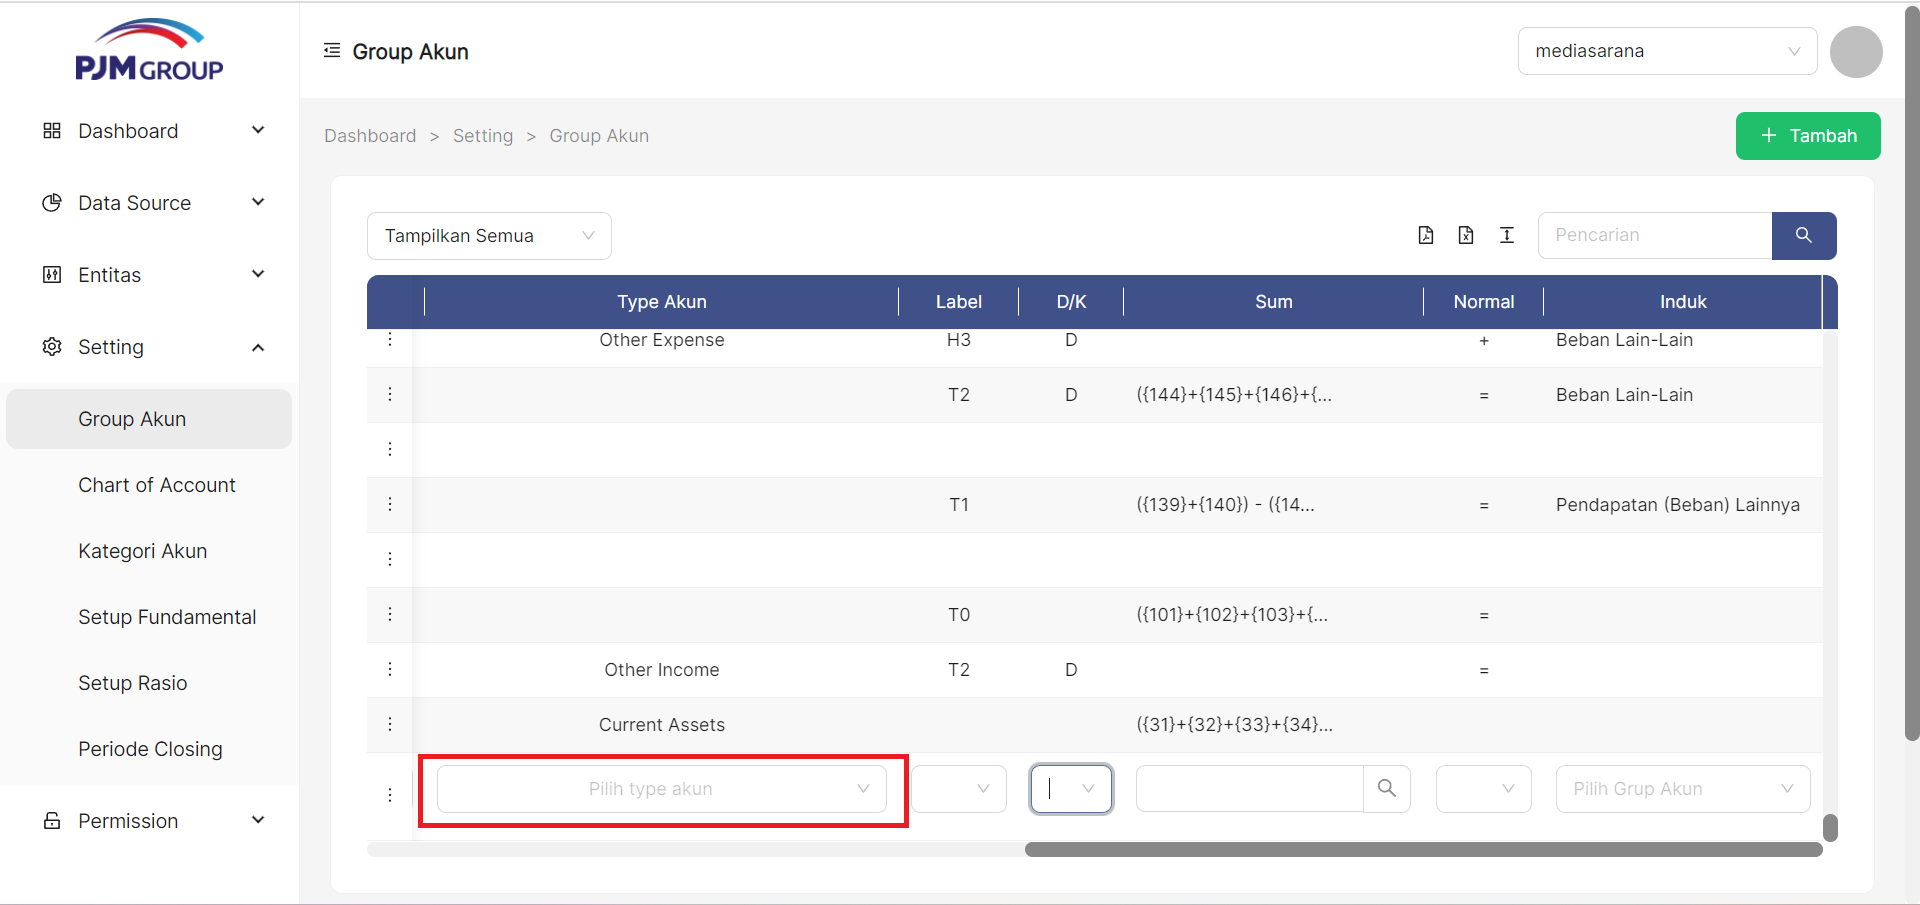 PJM GROUP
Group Akun
mediasarana
Dashboard
Data Source
Entitas
Setting
Group Akun
Chart of Account
Kategori Akun
Setup Fundamental
Setup Rasio
Periode Closing
Permission
Dashboard > Setting > Group Akun
+ Tambah
Tampilkan Semua
Pencarian
Type Akun Label D/K Sum Normal Induk
Other Expense H3 D + Beban Lain-Lain
T2 D ({144}+{145}+{146}+{... = Beban Lain-Lain
T1 ({139}+{140}) - ({14... = Pendapatan (Beban) Lainnya
T0 ({101}+{102}+{103}+{... =
Other Income T2 D =
Current Assets ({31}+{32}+{33}+{34}...
Pilih type akun Pilih Grup Akun